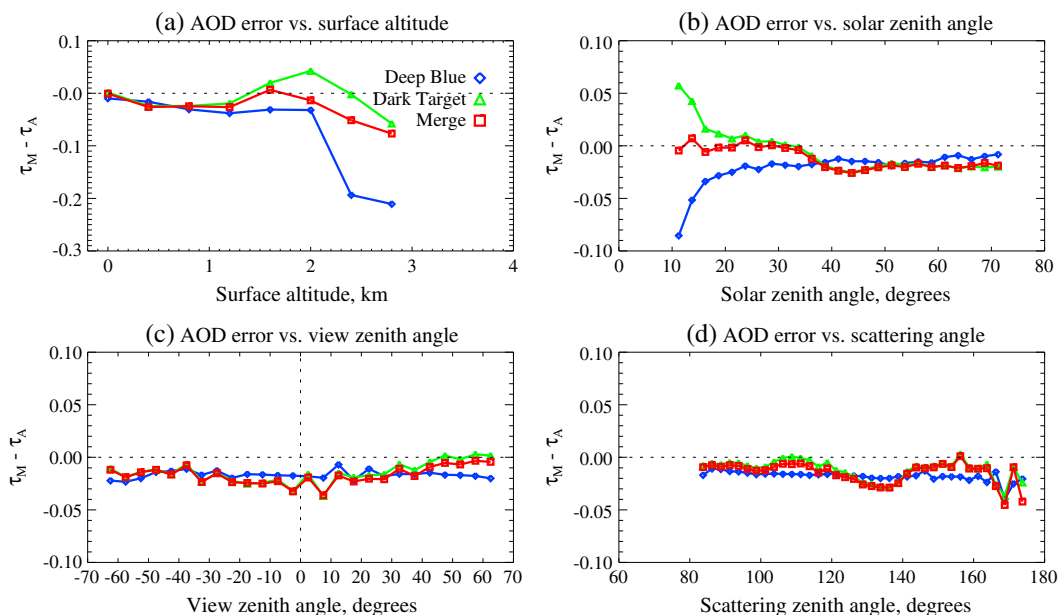 (a) AOD error vs. surface altitude
0.1
-0.0
-0.1
-0.2
-0.3
τM - τA
Deep Blue
Dark Target
Merge
0 1 2 3 4
Surface altitude, km
(b) AOD error vs. solar zenith angle
0.10
0.05
0.00
-0.05
-0.10
τM - τA
0 10 20 30 40 50 60 70 80
Solar zenith angle, degrees
(c) AOD error vs. view zenith angle
0.10
0.05
0.00
-0.05
-0.10
τM - τA
-70 -60 -50 -40 -30 -20 -10 0 10 20 30 40 50 60 70
View zenith angle, degrees
(d) AOD error vs. scattering angle
0.10
0.05
0.00
-0.05
-0.10
τM - τA
60 80 100 120 140 160 180
Scattering zenith angle, degrees